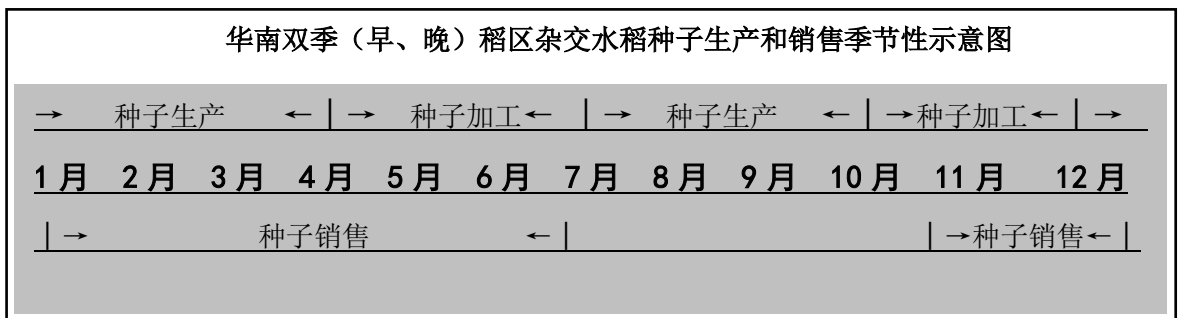 华南双季（早、晚）稻区杂交水稻种子生产和销售季节性示意图
→ 种子生产 ←│→ 种子加工← │→ 种子生产 ←│→种子加工←│→
1月 2月 3月 4月 5月 6月 7月 8月 9月 10月 11月 12月
│→ 种子销售 ←│ │→种子销售←│